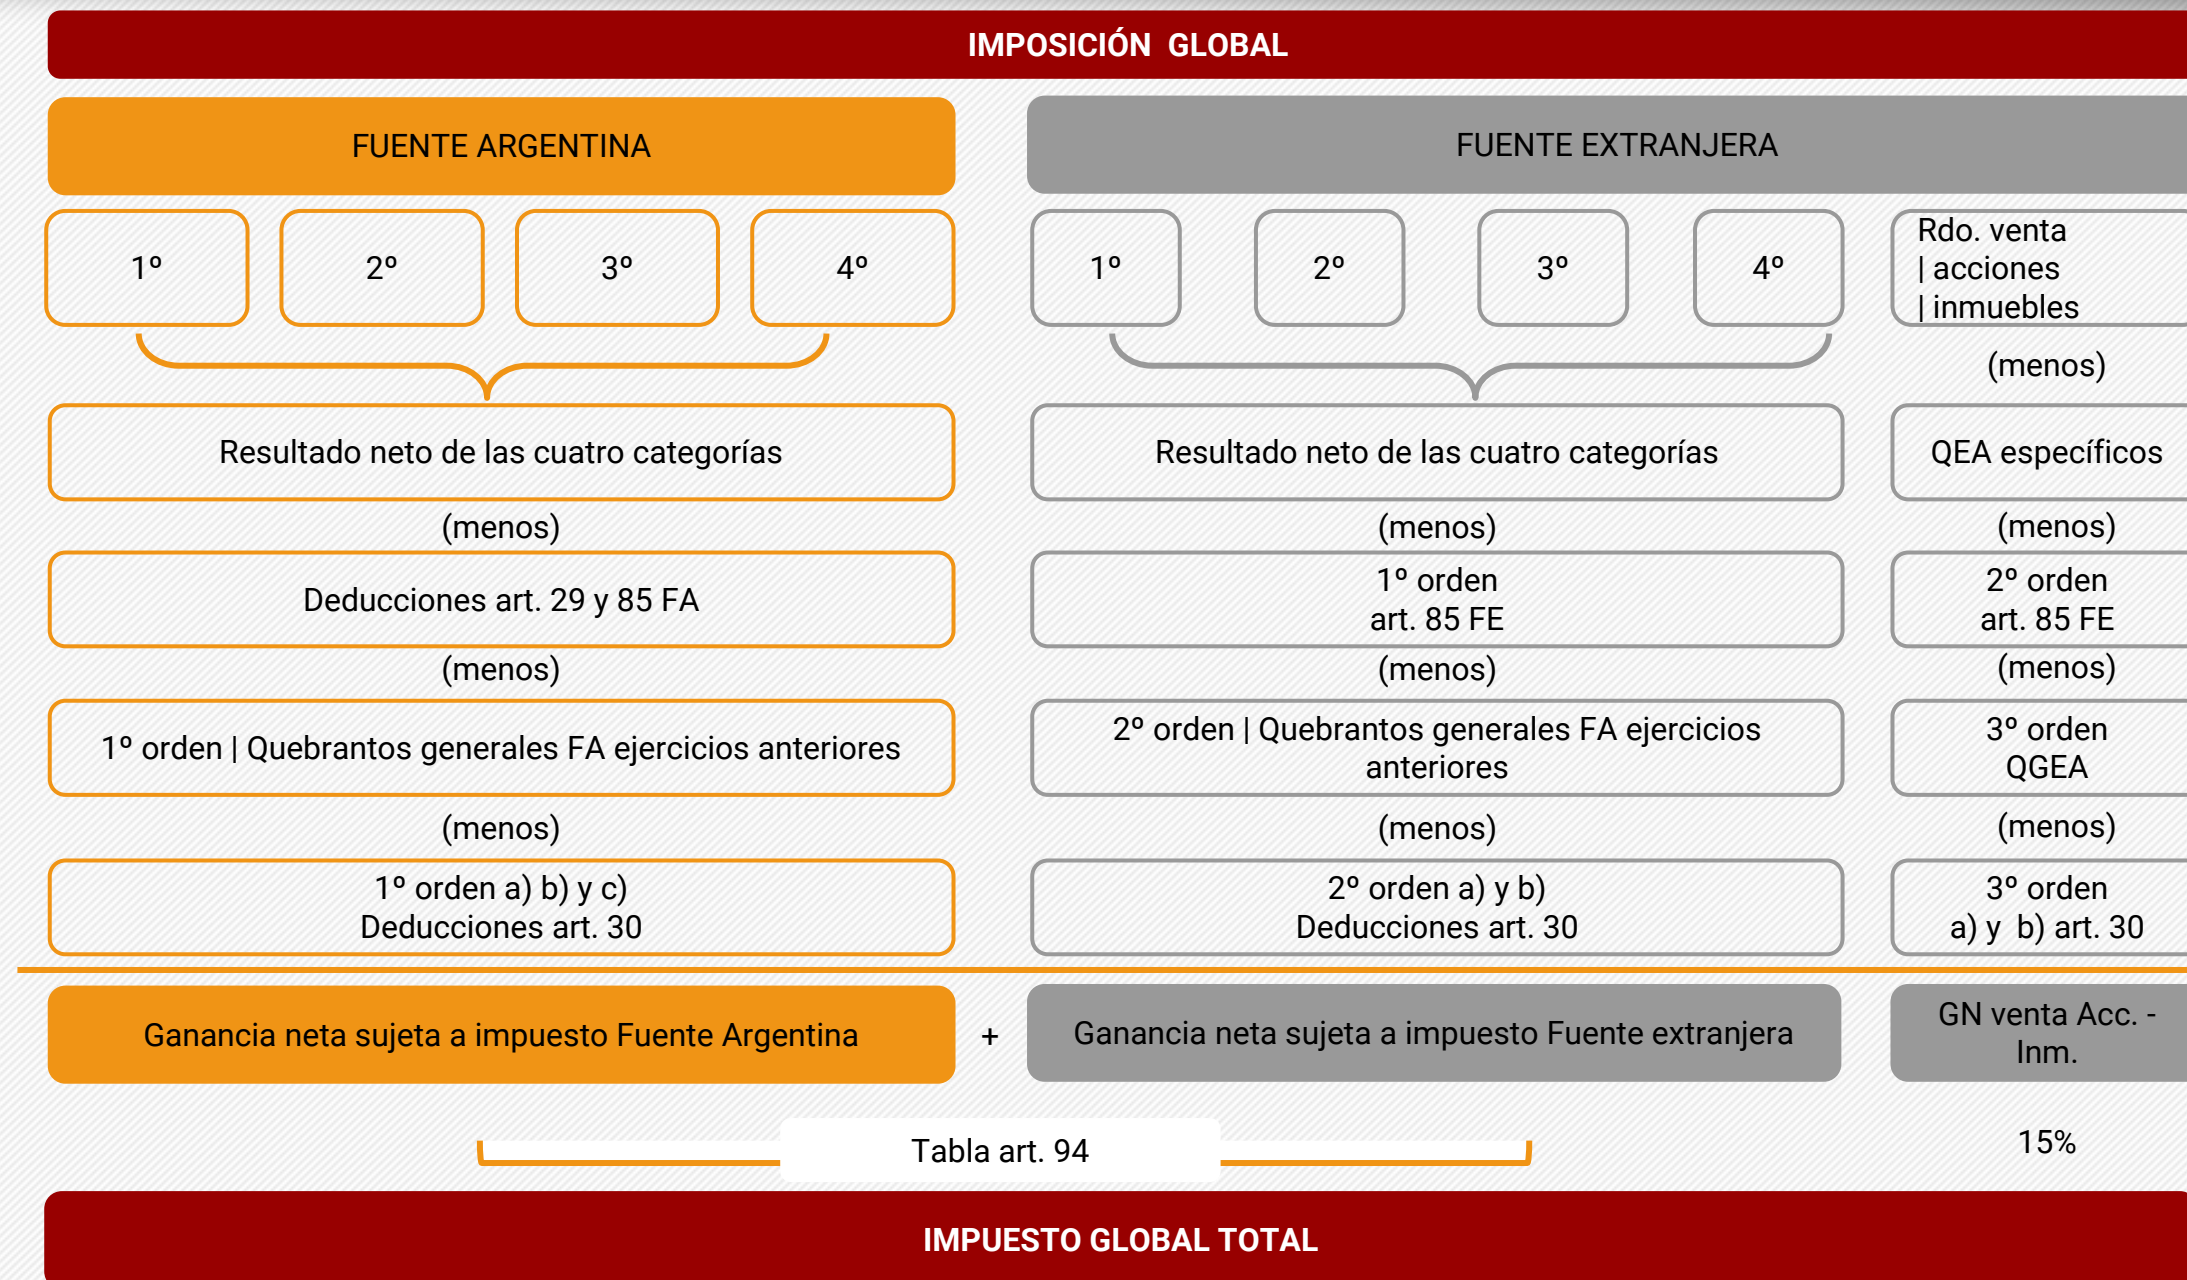 IMPOSICIÓN GLOBAL
FUENTE ARGENTINA
FUENTE EXTRANJERA
1º
2º
3º
4º
1º
2º
3º
4º
Rdo. venta
| acciones
| inmuebles
(menos)
Resultado neto de las cuatro categorías
Resultado neto de las cuatro categorías
QEA específicos
(menos)
(menos)
(menos)
Deducciones art. 29 y 85 FA
1º orden
art. 85 FE
2º orden
art. 85 FE
(menos)
(menos)
(menos)
1º orden | Quebrantos generales FA ejercicios anteriores
2º orden | Quebrantos generales FA ejercicios
anteriores
3º orden
QGEA
(menos)
(menos)
(menos)
1º orden a) b) y c)
Deducciones art. 30
2º orden a) y b)
Deducciones art. 30
3º orden
a) y b) art. 30
Ganancia neta sujeta a impuesto Fuente Argentina
+
Ganancia neta sujeta a impuesto Fuente extranjera
GN venta Acc. -
Inm.
Tabla art. 94
15%
IMPUESTO GLOBAL TOTAL